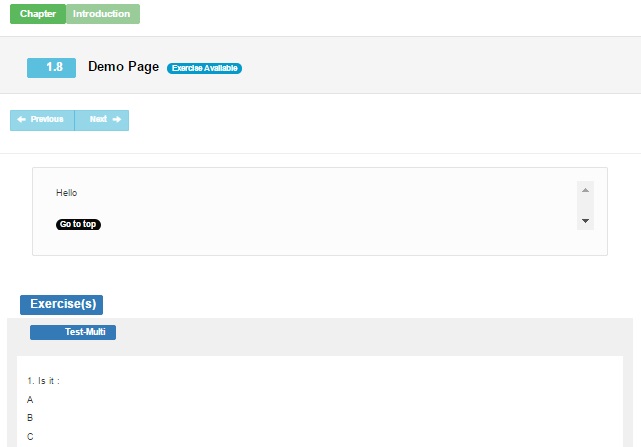 Chapter Introduction
1.8 Demo Page Exercise Available
Previous Next
Hello
Go to top
Exercise(s)
Test-Multi
1. Is it :
A
B
C